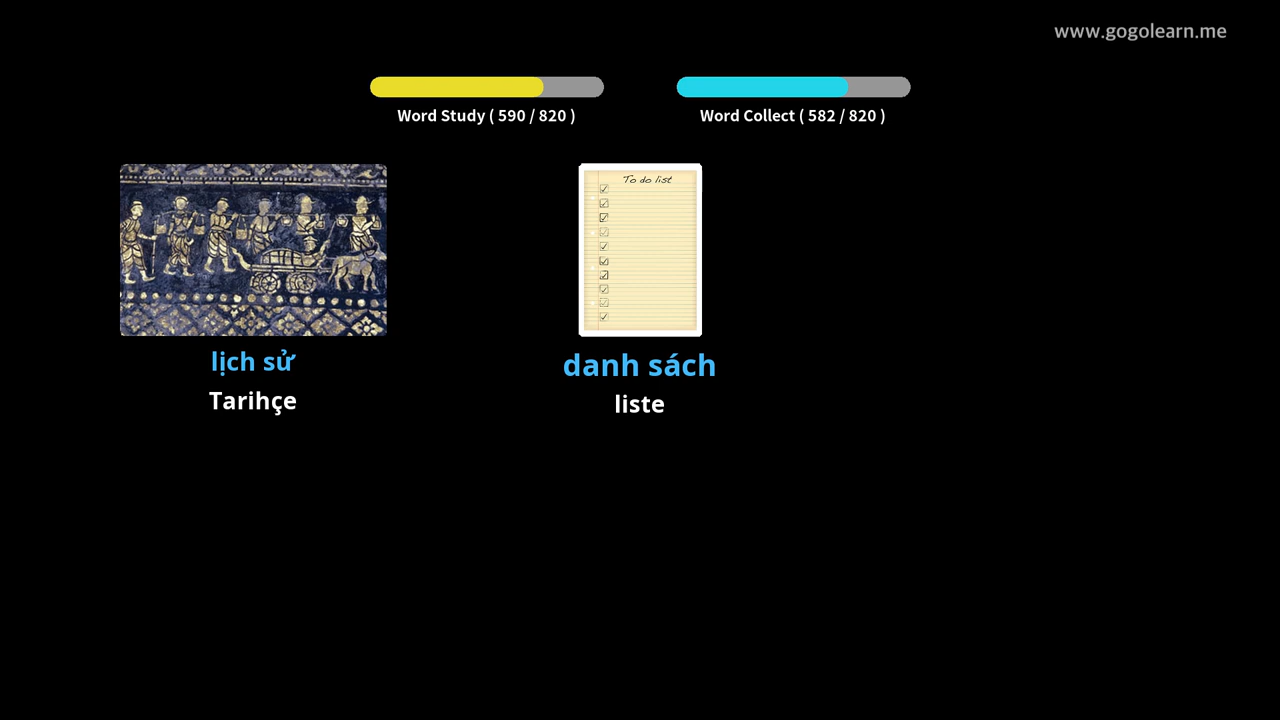 www.gogolearn.me
Word Study ( 590 / 820 )
Word Collect ( 582 / 820 )
To do list
lịch sử
Tarihçe
danh sách
liste